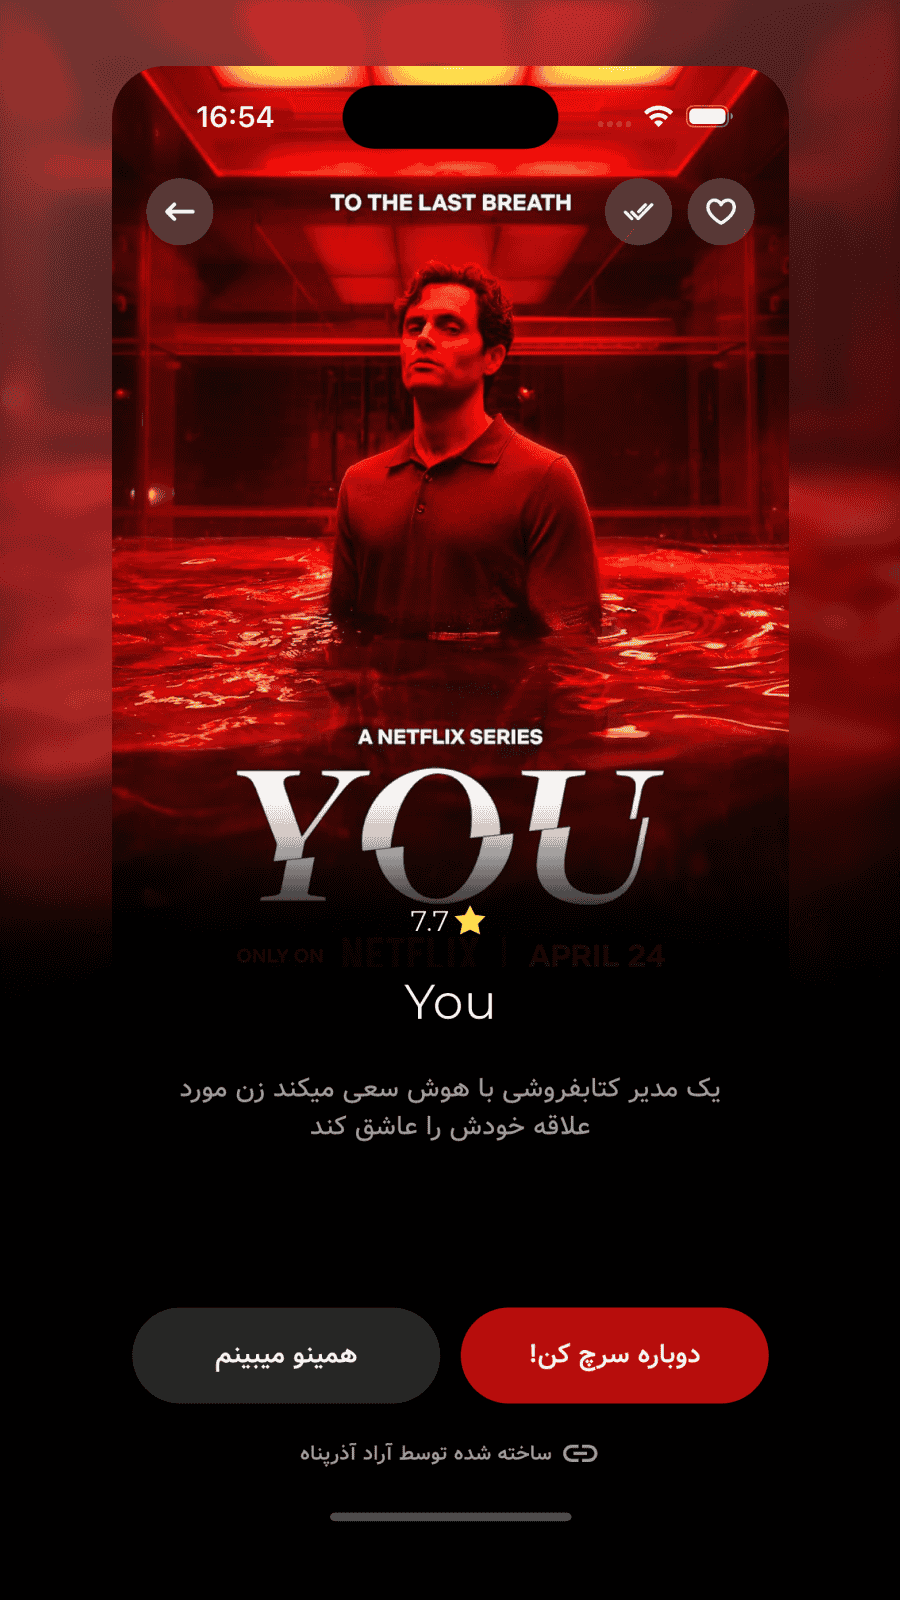 16:54
TO THE LAST BREATH
A NETFLIX SERIES
YOU
7.7
ONLY ON NETFLIX | APRIL 24
You
یک مدیر کتابفروشی با هوش سعی میکند زن مورد
علاقه خودش را عاشق کند
دوباره سرچ کن!
همینو میبینم
ساخته شده توسط آراد آذرپناه